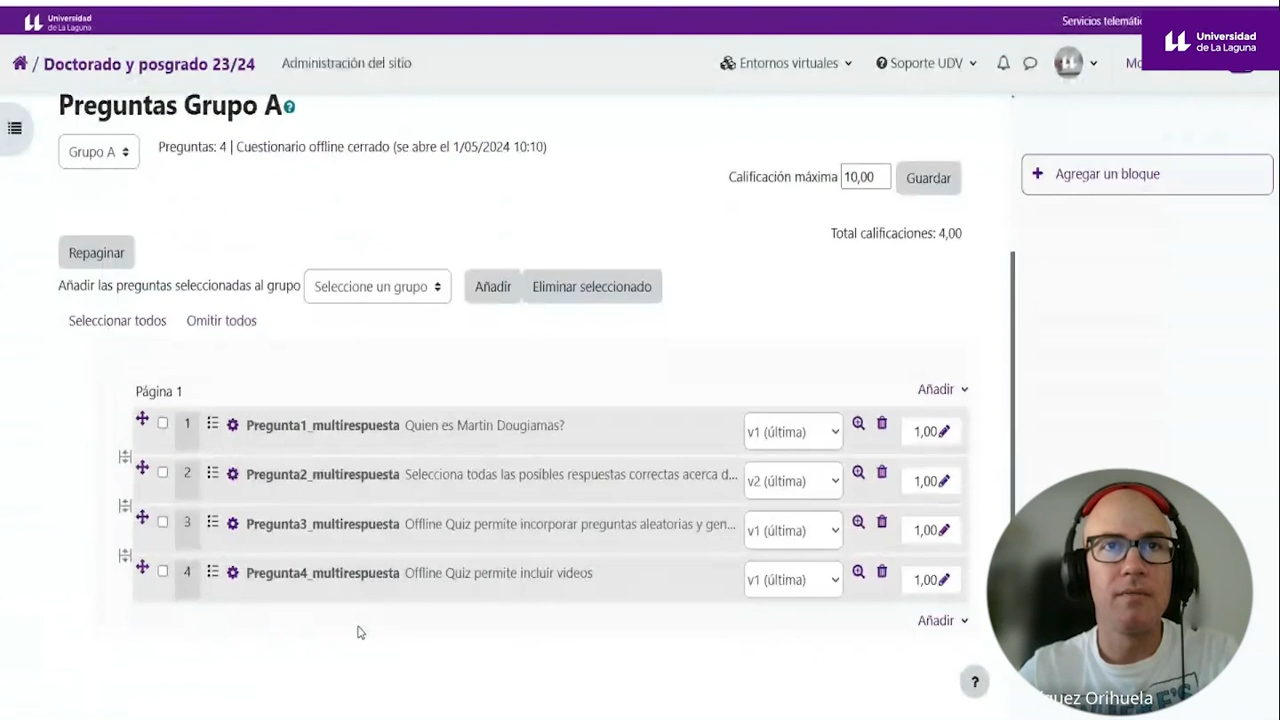 Universidad
de La Laguna
Servicios telemátic
Universidad
de La Laguna
/ Doctorado y posgrado 23/24
Administración del sitio
Entornos virtuales
Soporte UDV
Preguntas Grupo A
Grupo A
Preguntas: 4 | Cuestionario offline cerrado (se abre el 1/05/2024 10:10)
Agregar un bloque
Calificación máxima 10,00 Guardar
Total calificaciones: 4,00
Repaginar
Añadir las preguntas seleccionadas al grupo Seleccione un grupo Añadir Eliminar seleccionado
Seleccionar todos Omitir todos
Página 1 Añadir
1 Pregunta1_multirespuesta Quien es Martin Dougiamas? v1 (última) 1,00
2 Pregunta2_multirespuesta Selecciona todas las posibles respuestas correctas acerca d... v2 (última) 1,00
3 Pregunta3_multirespuesta Offline Quiz permite incorporar preguntas aleatorias y gen... v1 (última) 1,00
4 Pregunta4_multirespuesta Offline Quiz permite incluir videos v1 (última) 1,00
Añadir
?
Orihuela